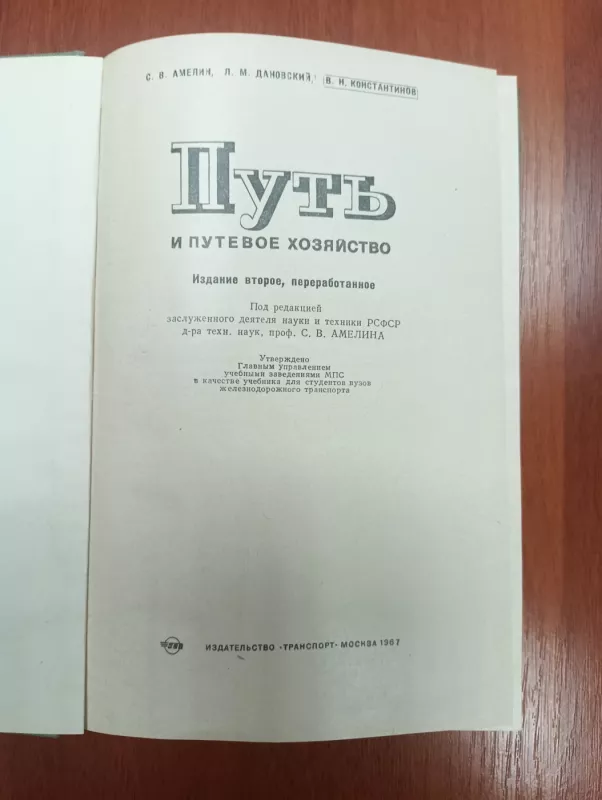 С. В. АМЕЛИН, Л. М. ДАНОВСКИЙ, В. Н. КОНСТАНТИНОВ
Путь
И ПУТЕВОЕ ХОЗЯЙСТВО
Издание второе, переработанное
Под редакцией
заслуженного деятеля науки и техники РСФСР
д-ра техн. наук, проф. С. В. АМЕЛИНА
Утверждено
Главным управлением
учебными заведениями МПС
в качестве учебника для студентов вузов
железнодорожного транспорта
ИЗДАТЕЛЬСТВО «ТРАНСПОРТ» МОСКВА 1967